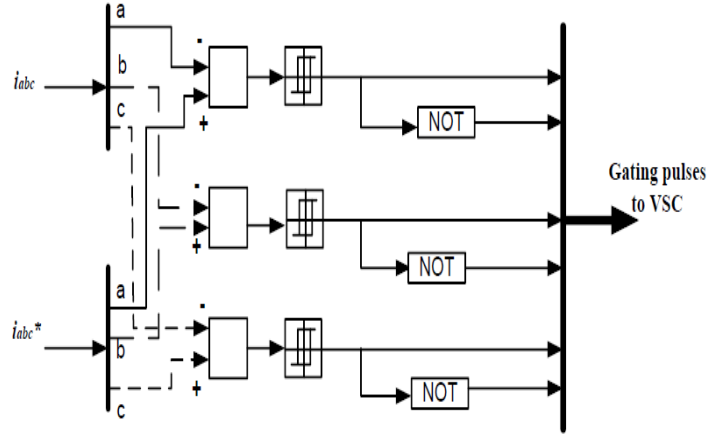 a
-
iabc
b
c
+
NOT
Gating pulses
to VSC
-
+
NOT
a
-
iabc*
b
+
c
NOT